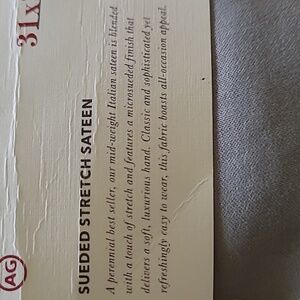 31x
AG
SUEDED STRETCH SATEEN
A perennial best seller, our mid-weight Italian sateen is blended
with a touch of stretch and features a microsueded finish that
delivers a soft, luxurious hand. Classic and sophisticated yet
refreshingly easy to wear, this fabric boasts all-occasion appeal.